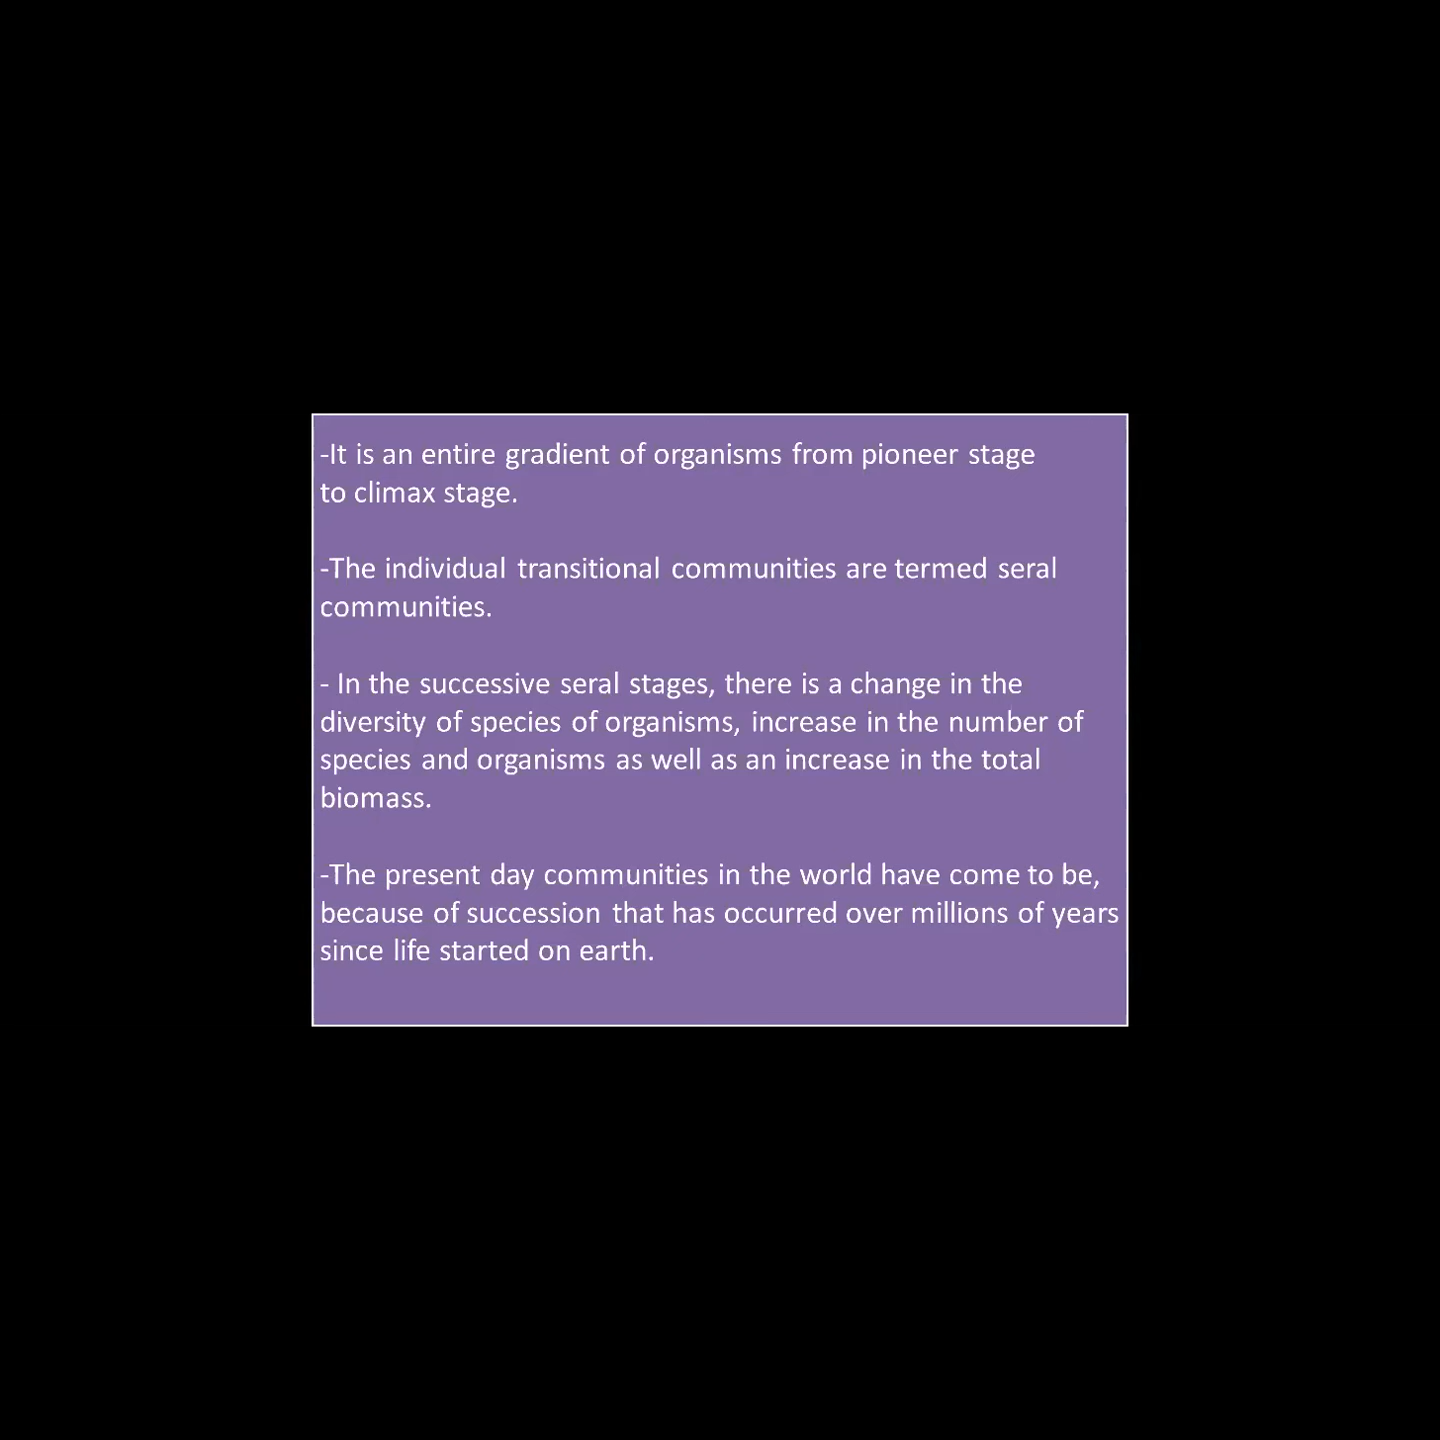 -It is an entire gradient of organisms from pioneer stage
to climax stage.
-The individual transitional communities are termed seral
communities.
- In the successive seral stages, there is a change in the
diversity of species of organisms, increase in the number of
species and organisms as well as an increase in the total
biomass.
-The present day communities in the world have come to be,
because of succession that has occurred over millions of years
since life started on earth.